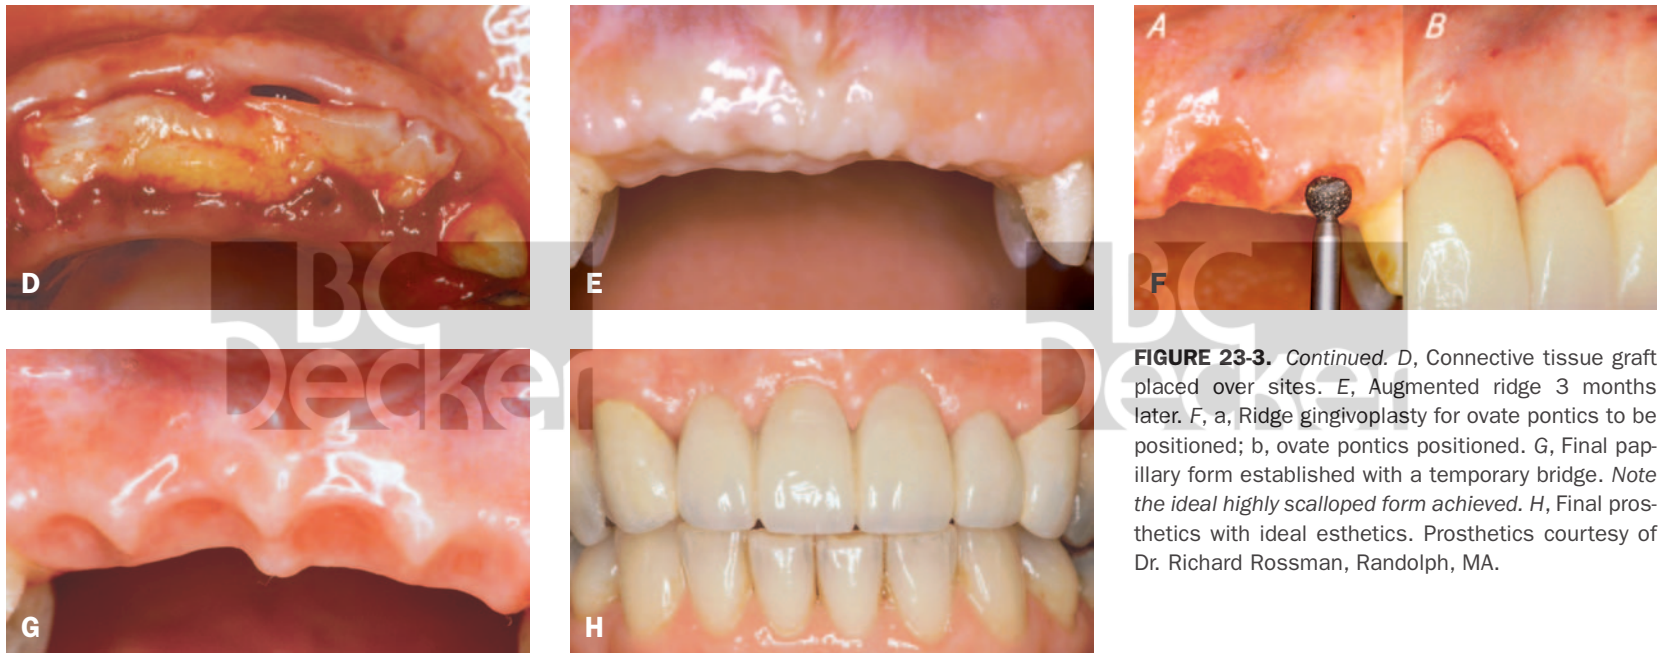 A
B
D
E
F
BC
Decker
BC
Decker
G
H
FIGURE 23-3. Continued. D, Connective tissue graft
placed over sites. E, Augmented ridge 3 months
later. F, a, Ridge gingivoplasty for ovate pontics to be
positioned; b, ovate pontics positioned. G, Final pap-
illary form established with a temporary bridge. Note
the ideal highly scalloped form achieved. H, Final pros-
thetics with ideal esthetics. Prosthetics courtesy of
Dr. Richard Rossman, Randolph, MA.